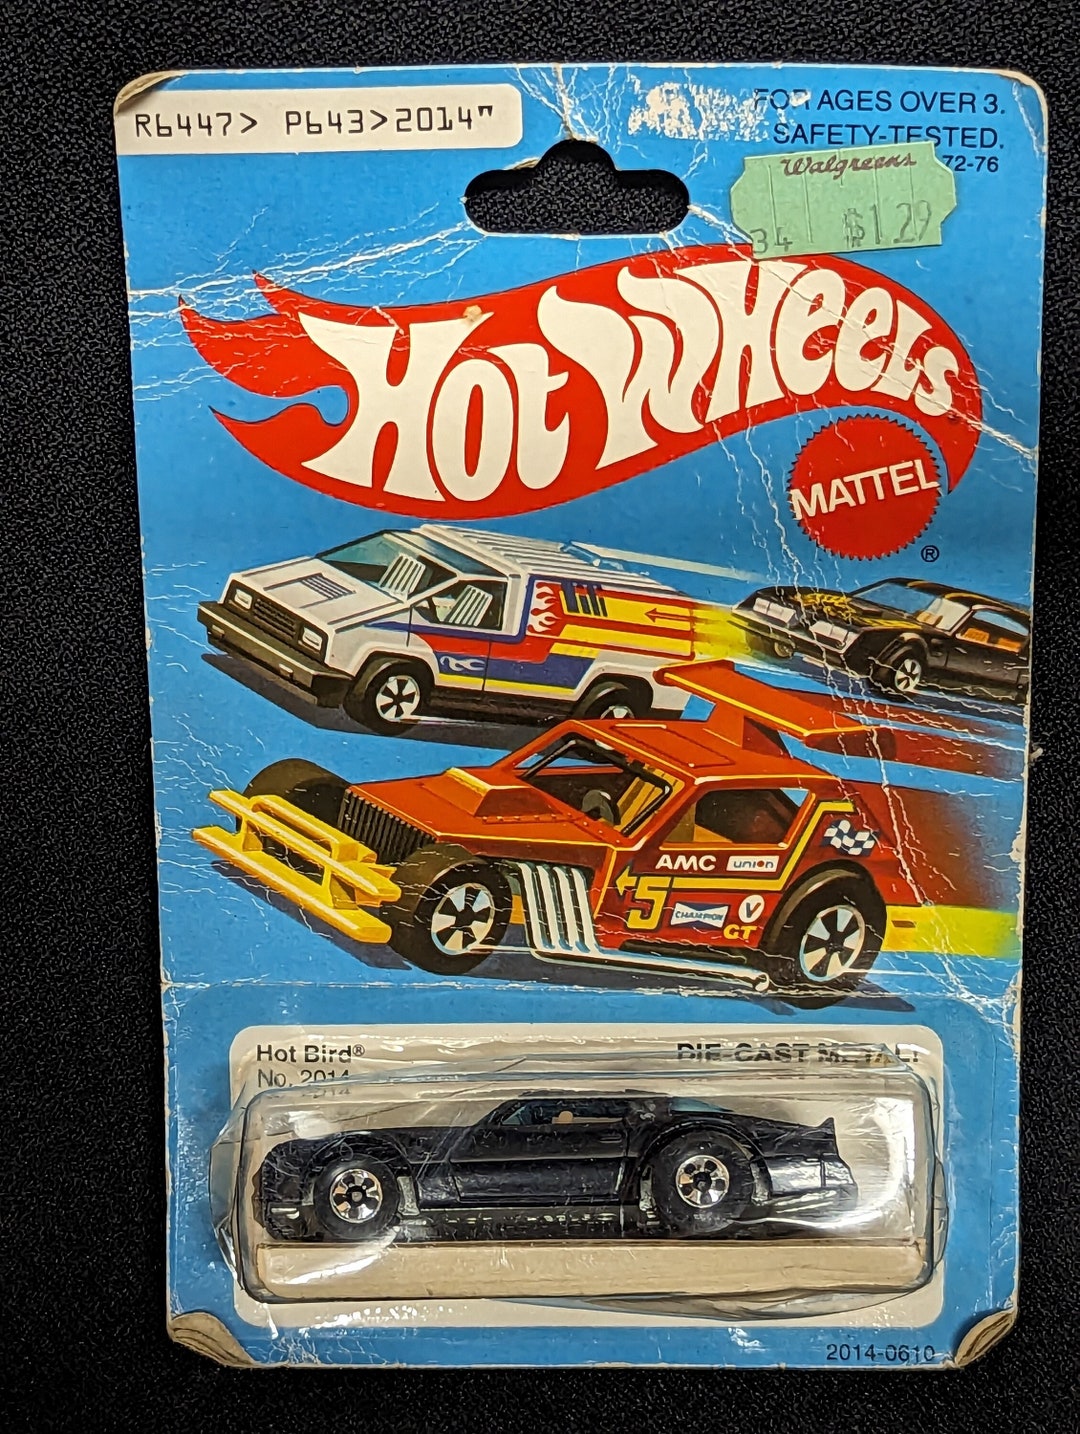 R6447> P643>2014"
FOR AGES OVER 3.
SAFETY-TESTED.
72-76
Walgreens
34 $1.29
HOT WHEELS
MATTEL
®
AMC union
5 CHAMPION V
GT
Hot Bird®
No. 2014
DIE-CAST METAL!
2014-0610